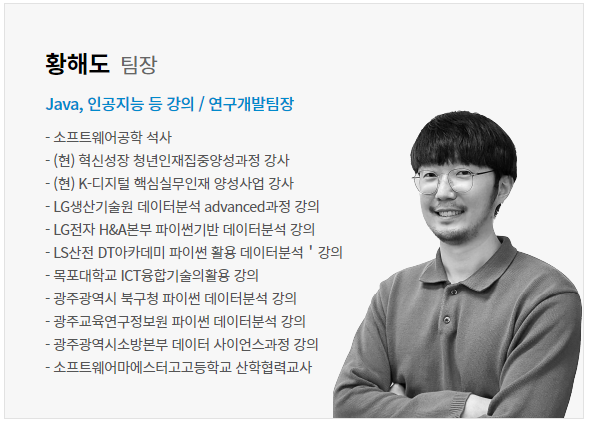 황해도 팀장
Java, 인공지능 등 강의 / 연구개발팀장
- 소프트웨어공학 석사
- (현) 혁신성장 청년인재집중양성과정 강사
- (현) K-디지털 핵심실무인재 양성사업 강사
- LG생산기술원 데이터분석 advanced과정 강의
- LG전자 H&A본부 파이썬기반 데이터분석 강의
- LS산전 DT아카데미 파이썬 활용 데이터분석 ' 강의
- 목포대학교 ICT융합기술의활용 강의
- 광주광역시 북구청 파이썬 데이터분석 강의
- 광주교육연구정보원 파이썬 데이터분석 강의
- 광주광역시소방본부 데이터 사이언스과정 강의
- 소프트웨어마에스터고고등학교 산학협력교사